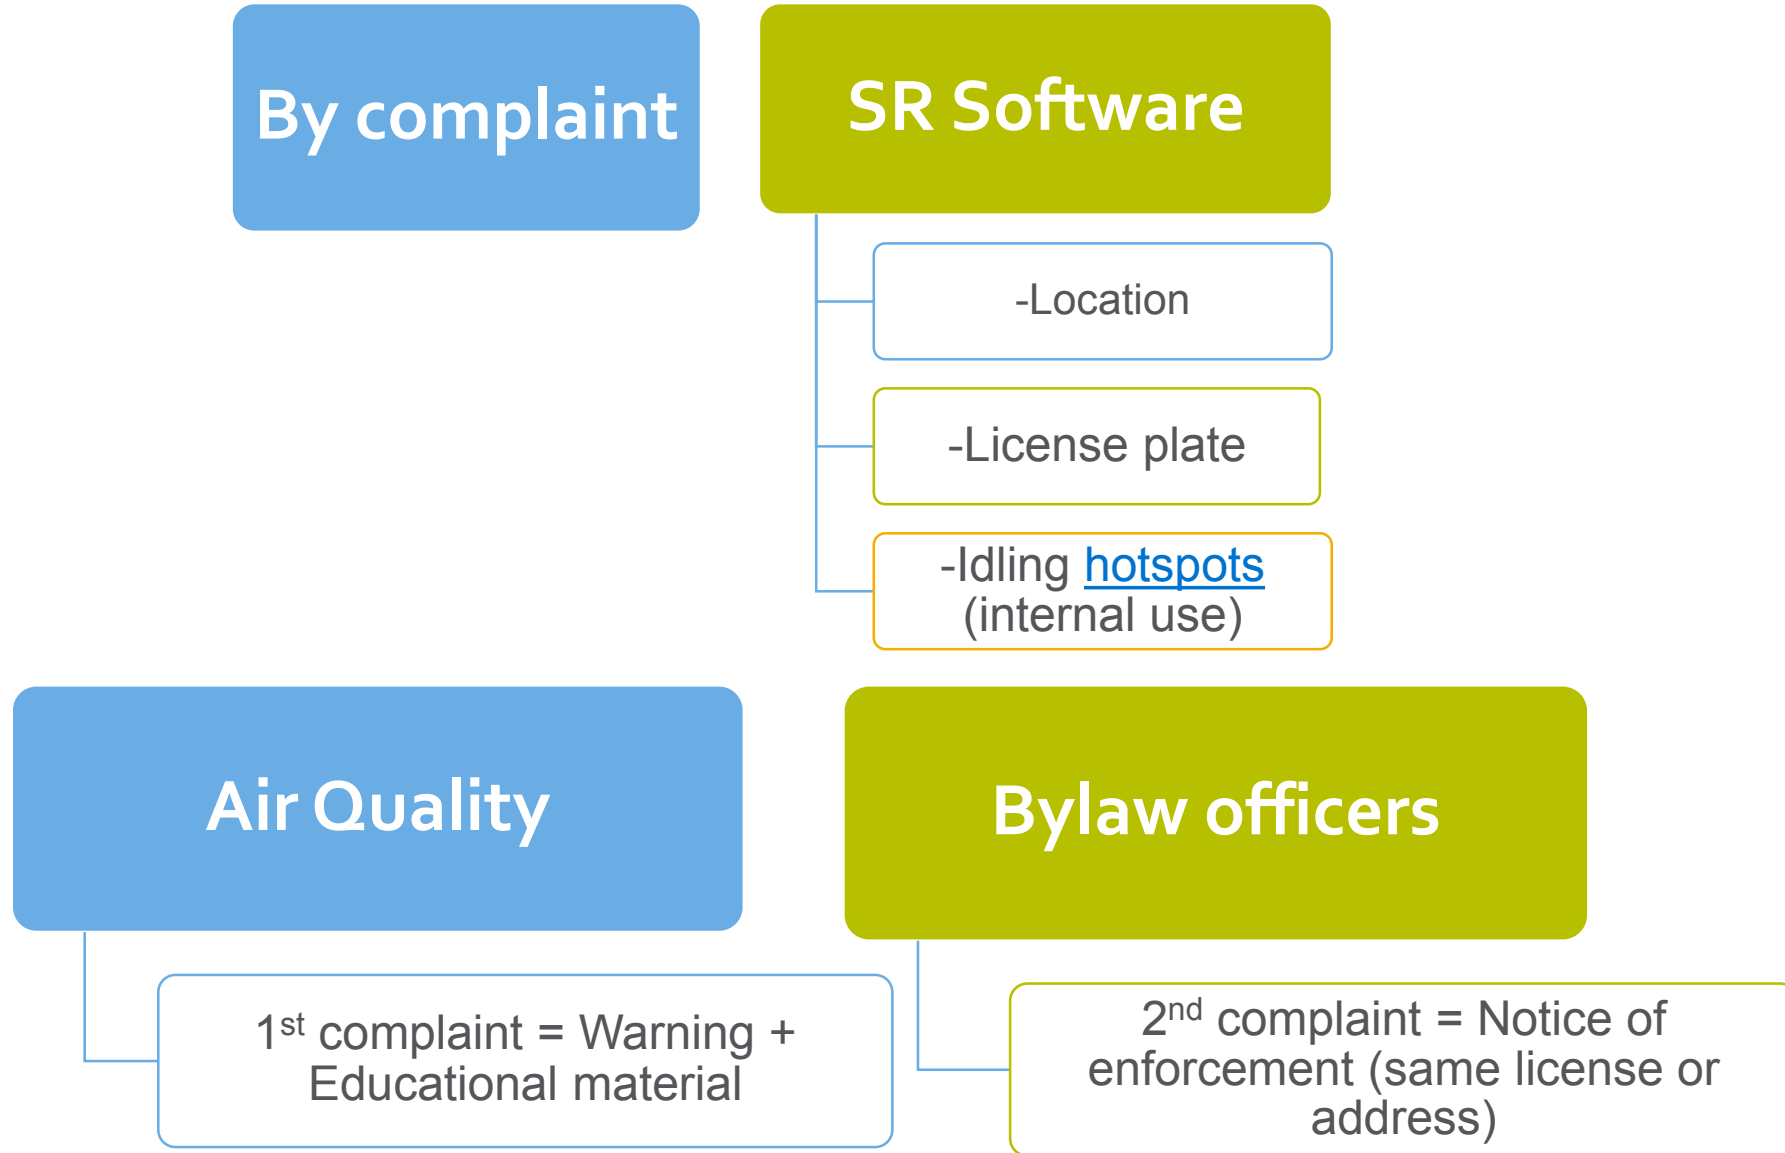 By complaint
SR Software
-Location
-License plate
-Idling hotspots
(internal use)
Air Quality
1st complaint = Warning +
Educational material
Bylaw officers
2nd complaint = Notice of
enforcement (same license or
address)